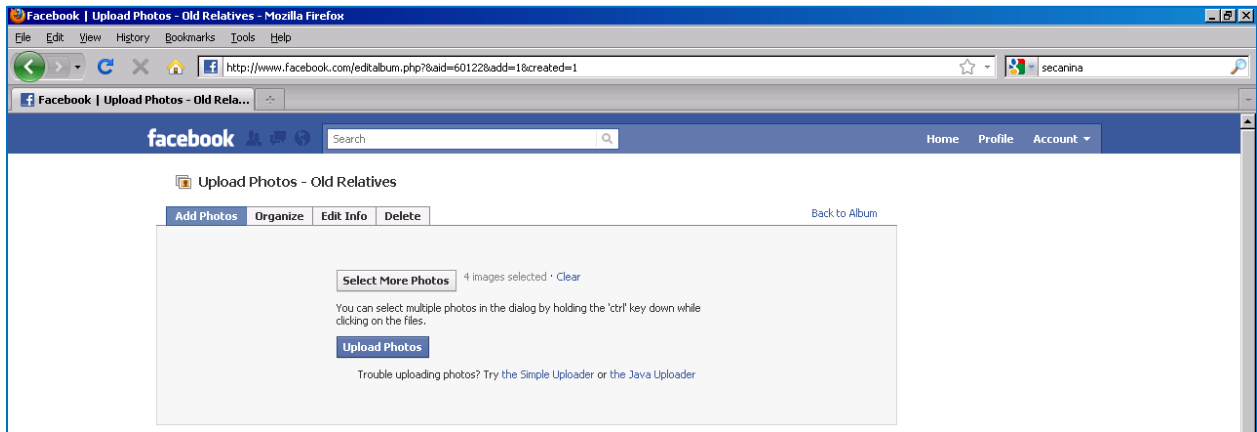 Facebook | Upload Photos - Old Relatives - Mozilla Firefox
File Edit View History Bookmarks Tools Help
http://www.facebook.com/editalbum.php?&aid=60122&add=1&created=1 secanina
Facebook | Upload Photos - Old Rela...
facebook Search Home Profile Account
Upload Photos - Old Relatives
Add Photos Organize Edit Info Delete Back to Album
Select More Photos 4 images selected · Clear
You can select multiple photos in the dialog by holding the 'ctrl' key down while
clicking on the files.
Upload Photos
Trouble uploading photos? Try the Simple Uploader or the Java Uploader